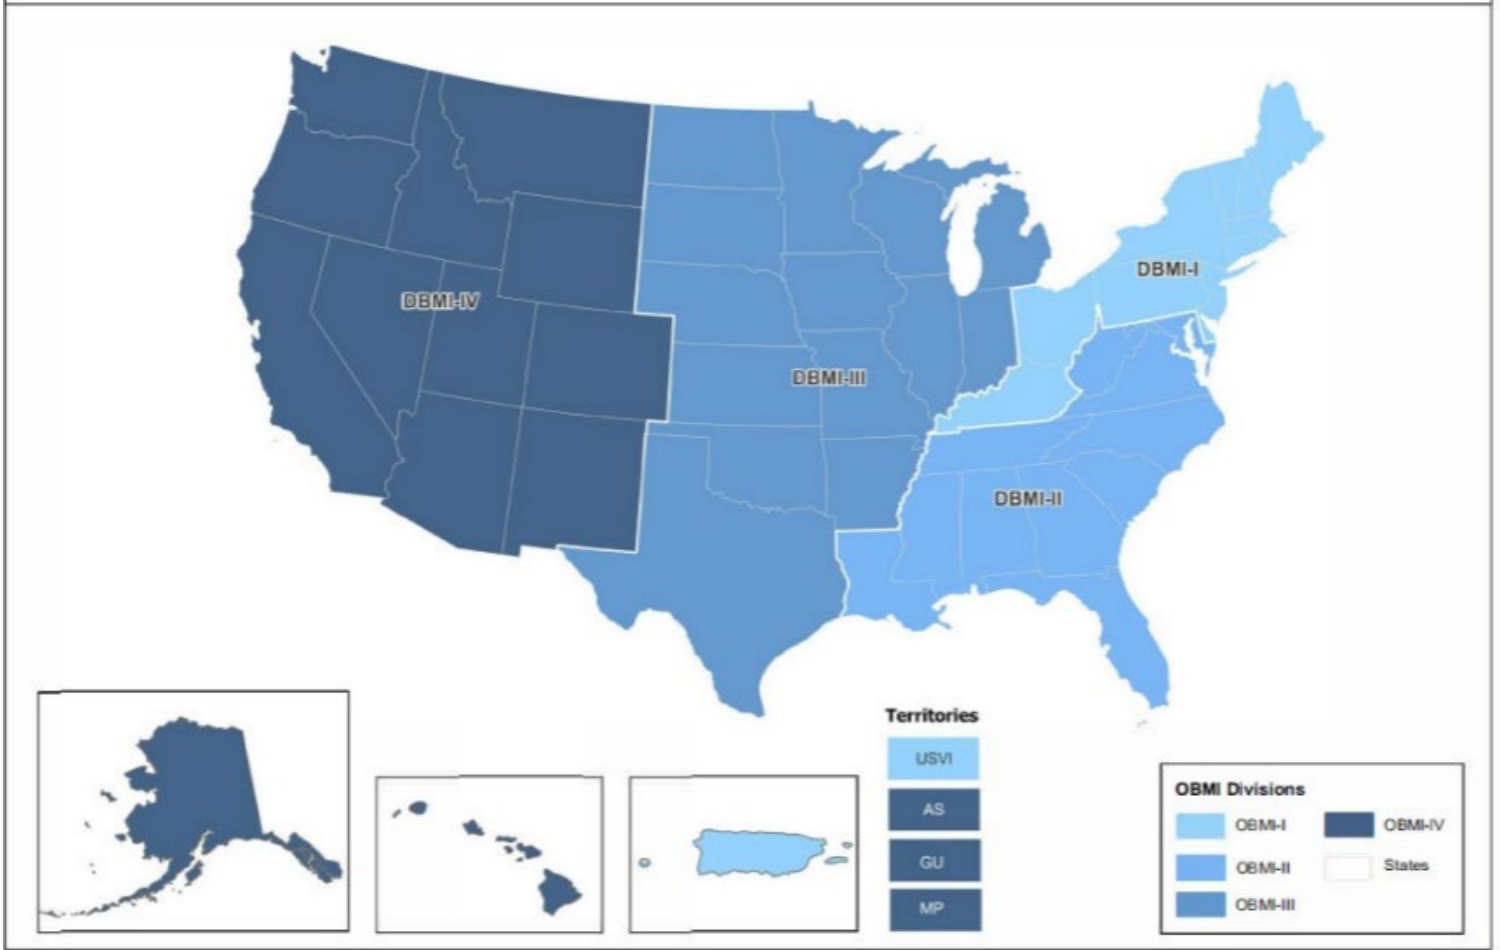 DBMI-I
DBMI-IV
DBMI-III
DBMI-II
Territories
USVI
AS
GU
MP
OBMI Divisions
OBMI-I
OBMI-IV
OBMI-II
States
OBMI-III